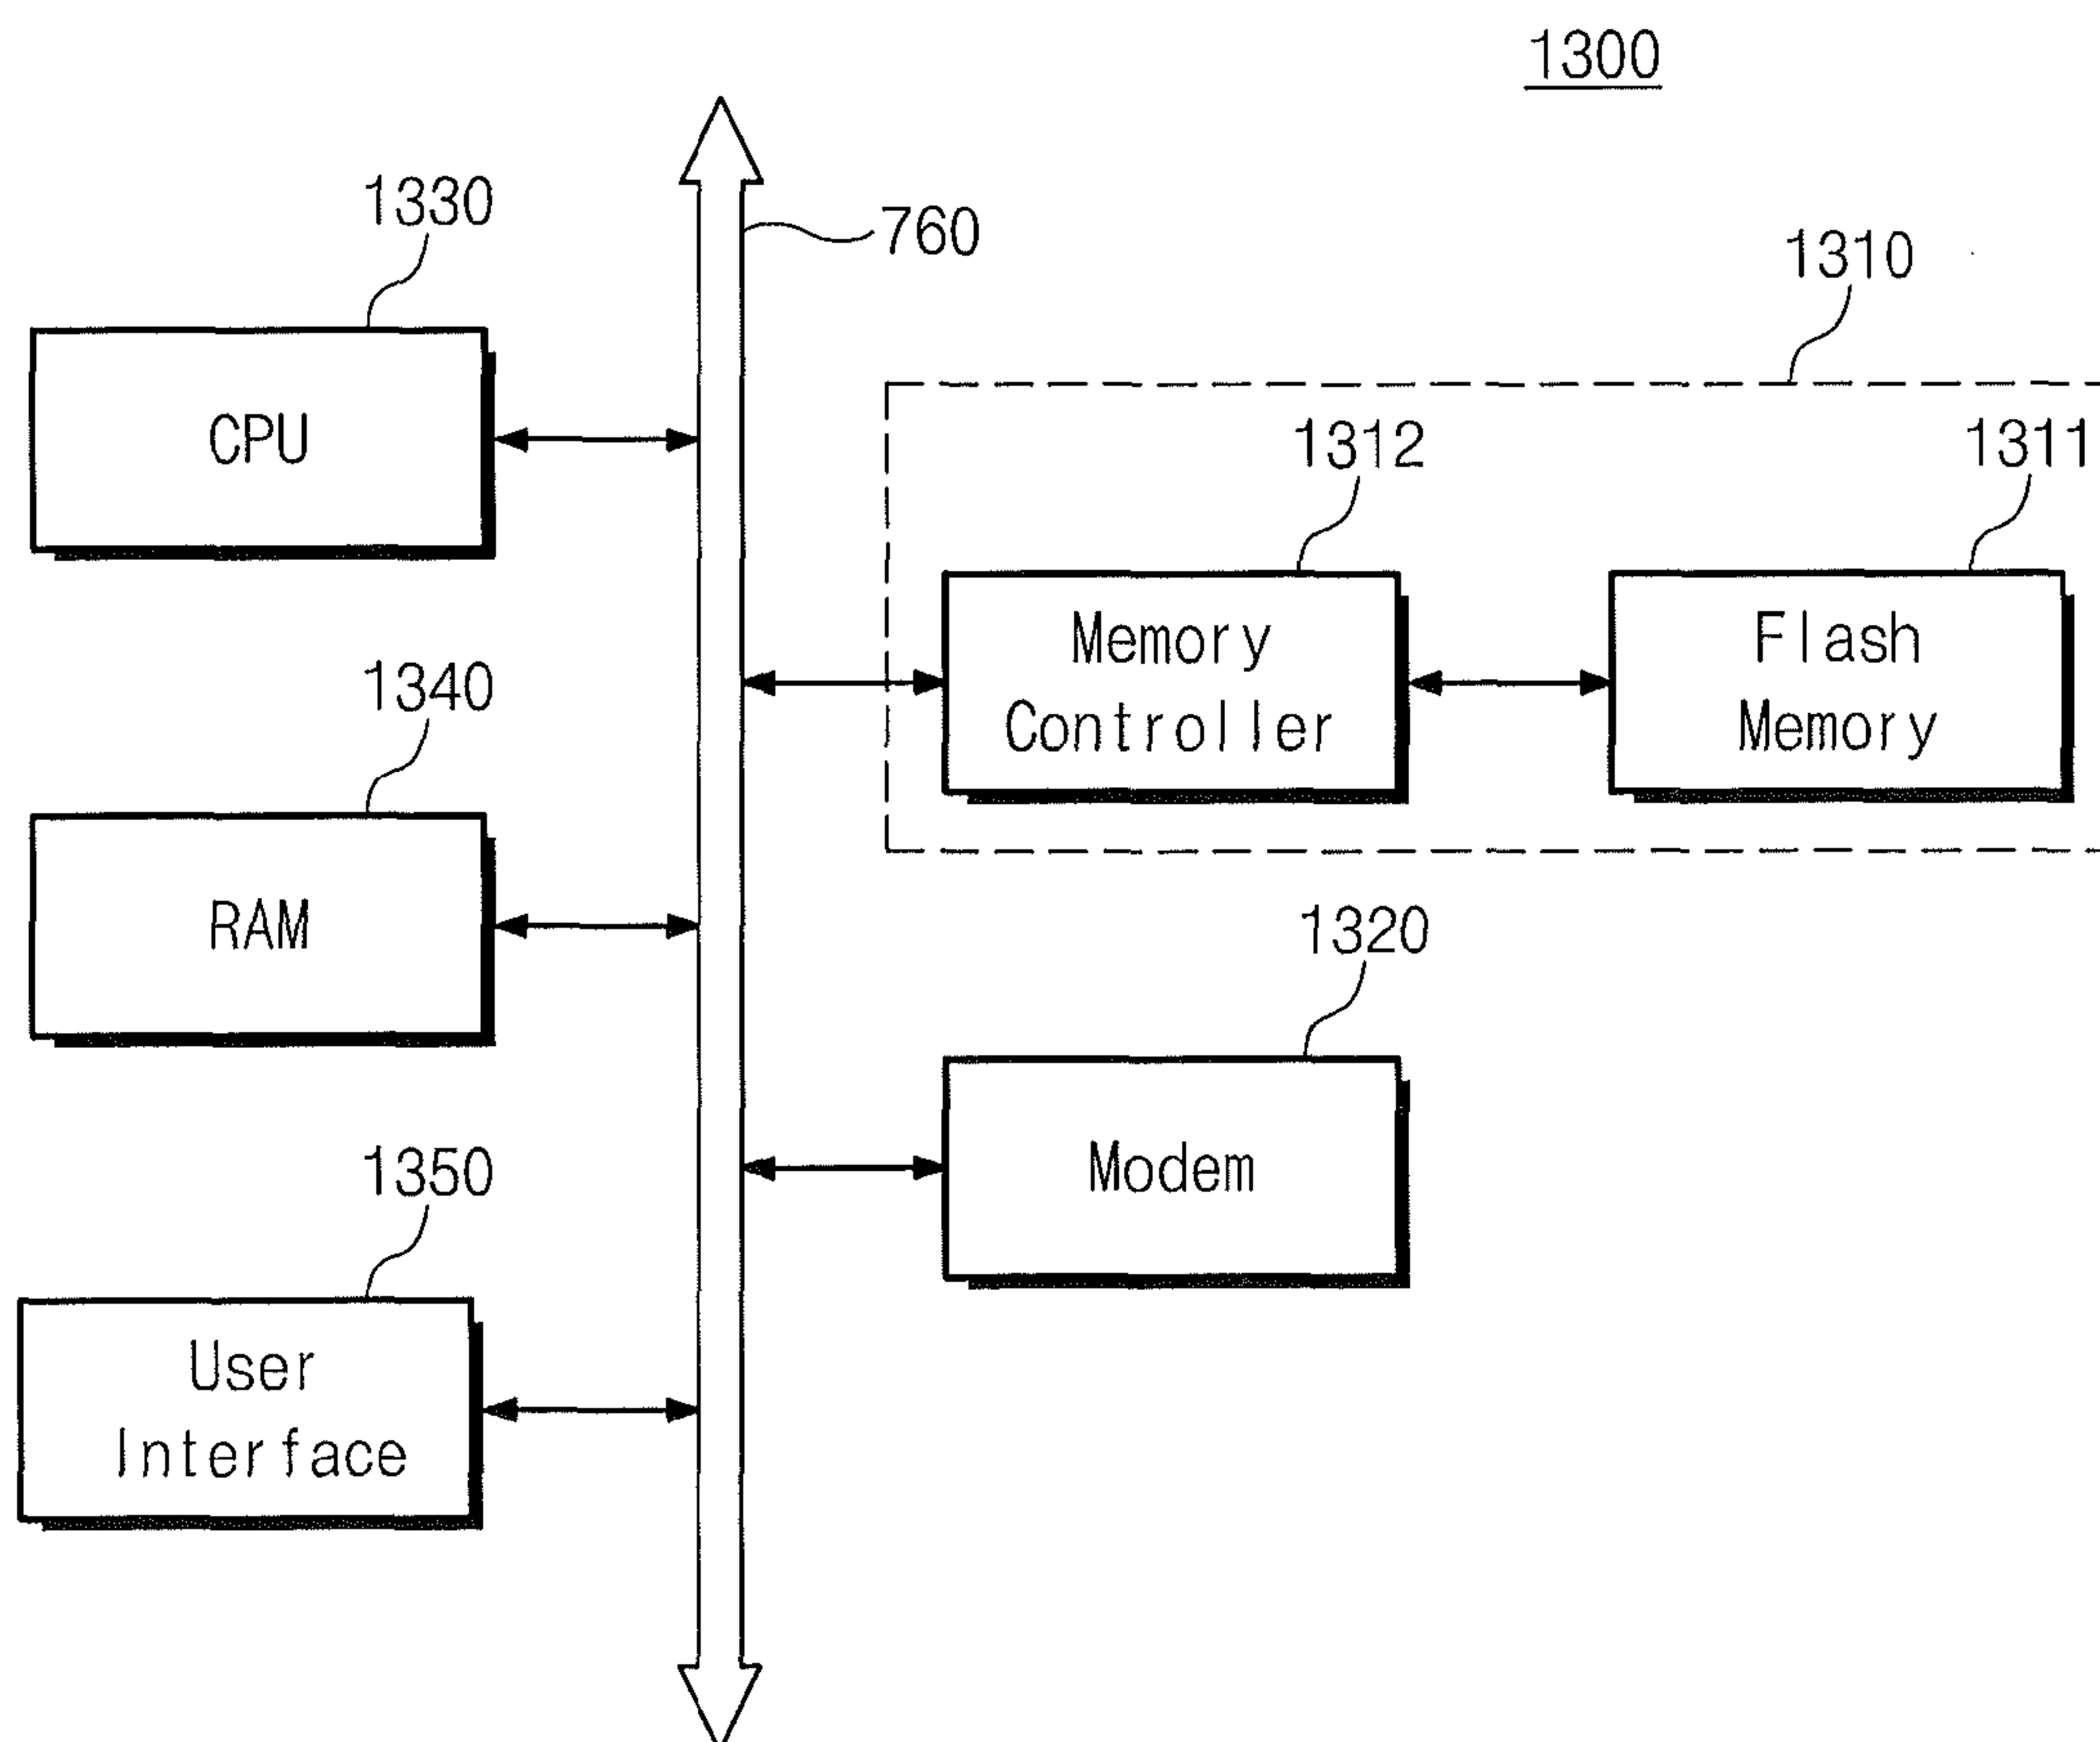 1300
1330
760
1310
CPU
1312
1311
Memory
Controller
Flash
Memory
1340
RAM
1320
Modem
1350
User
Interface